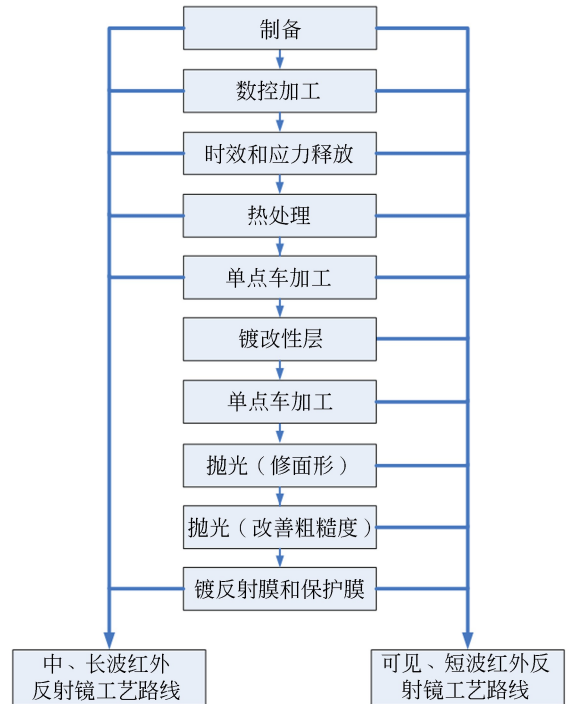 制备
数控加工
时效和应力释放
热处理
单点车加工
镀改性层
单点车加工
抛光（修面形）
抛光（改善粗糙度）
镀反射膜和保护膜
中、长波红外
反射镜工艺路线
可见、短波红外反
射镜工艺路线